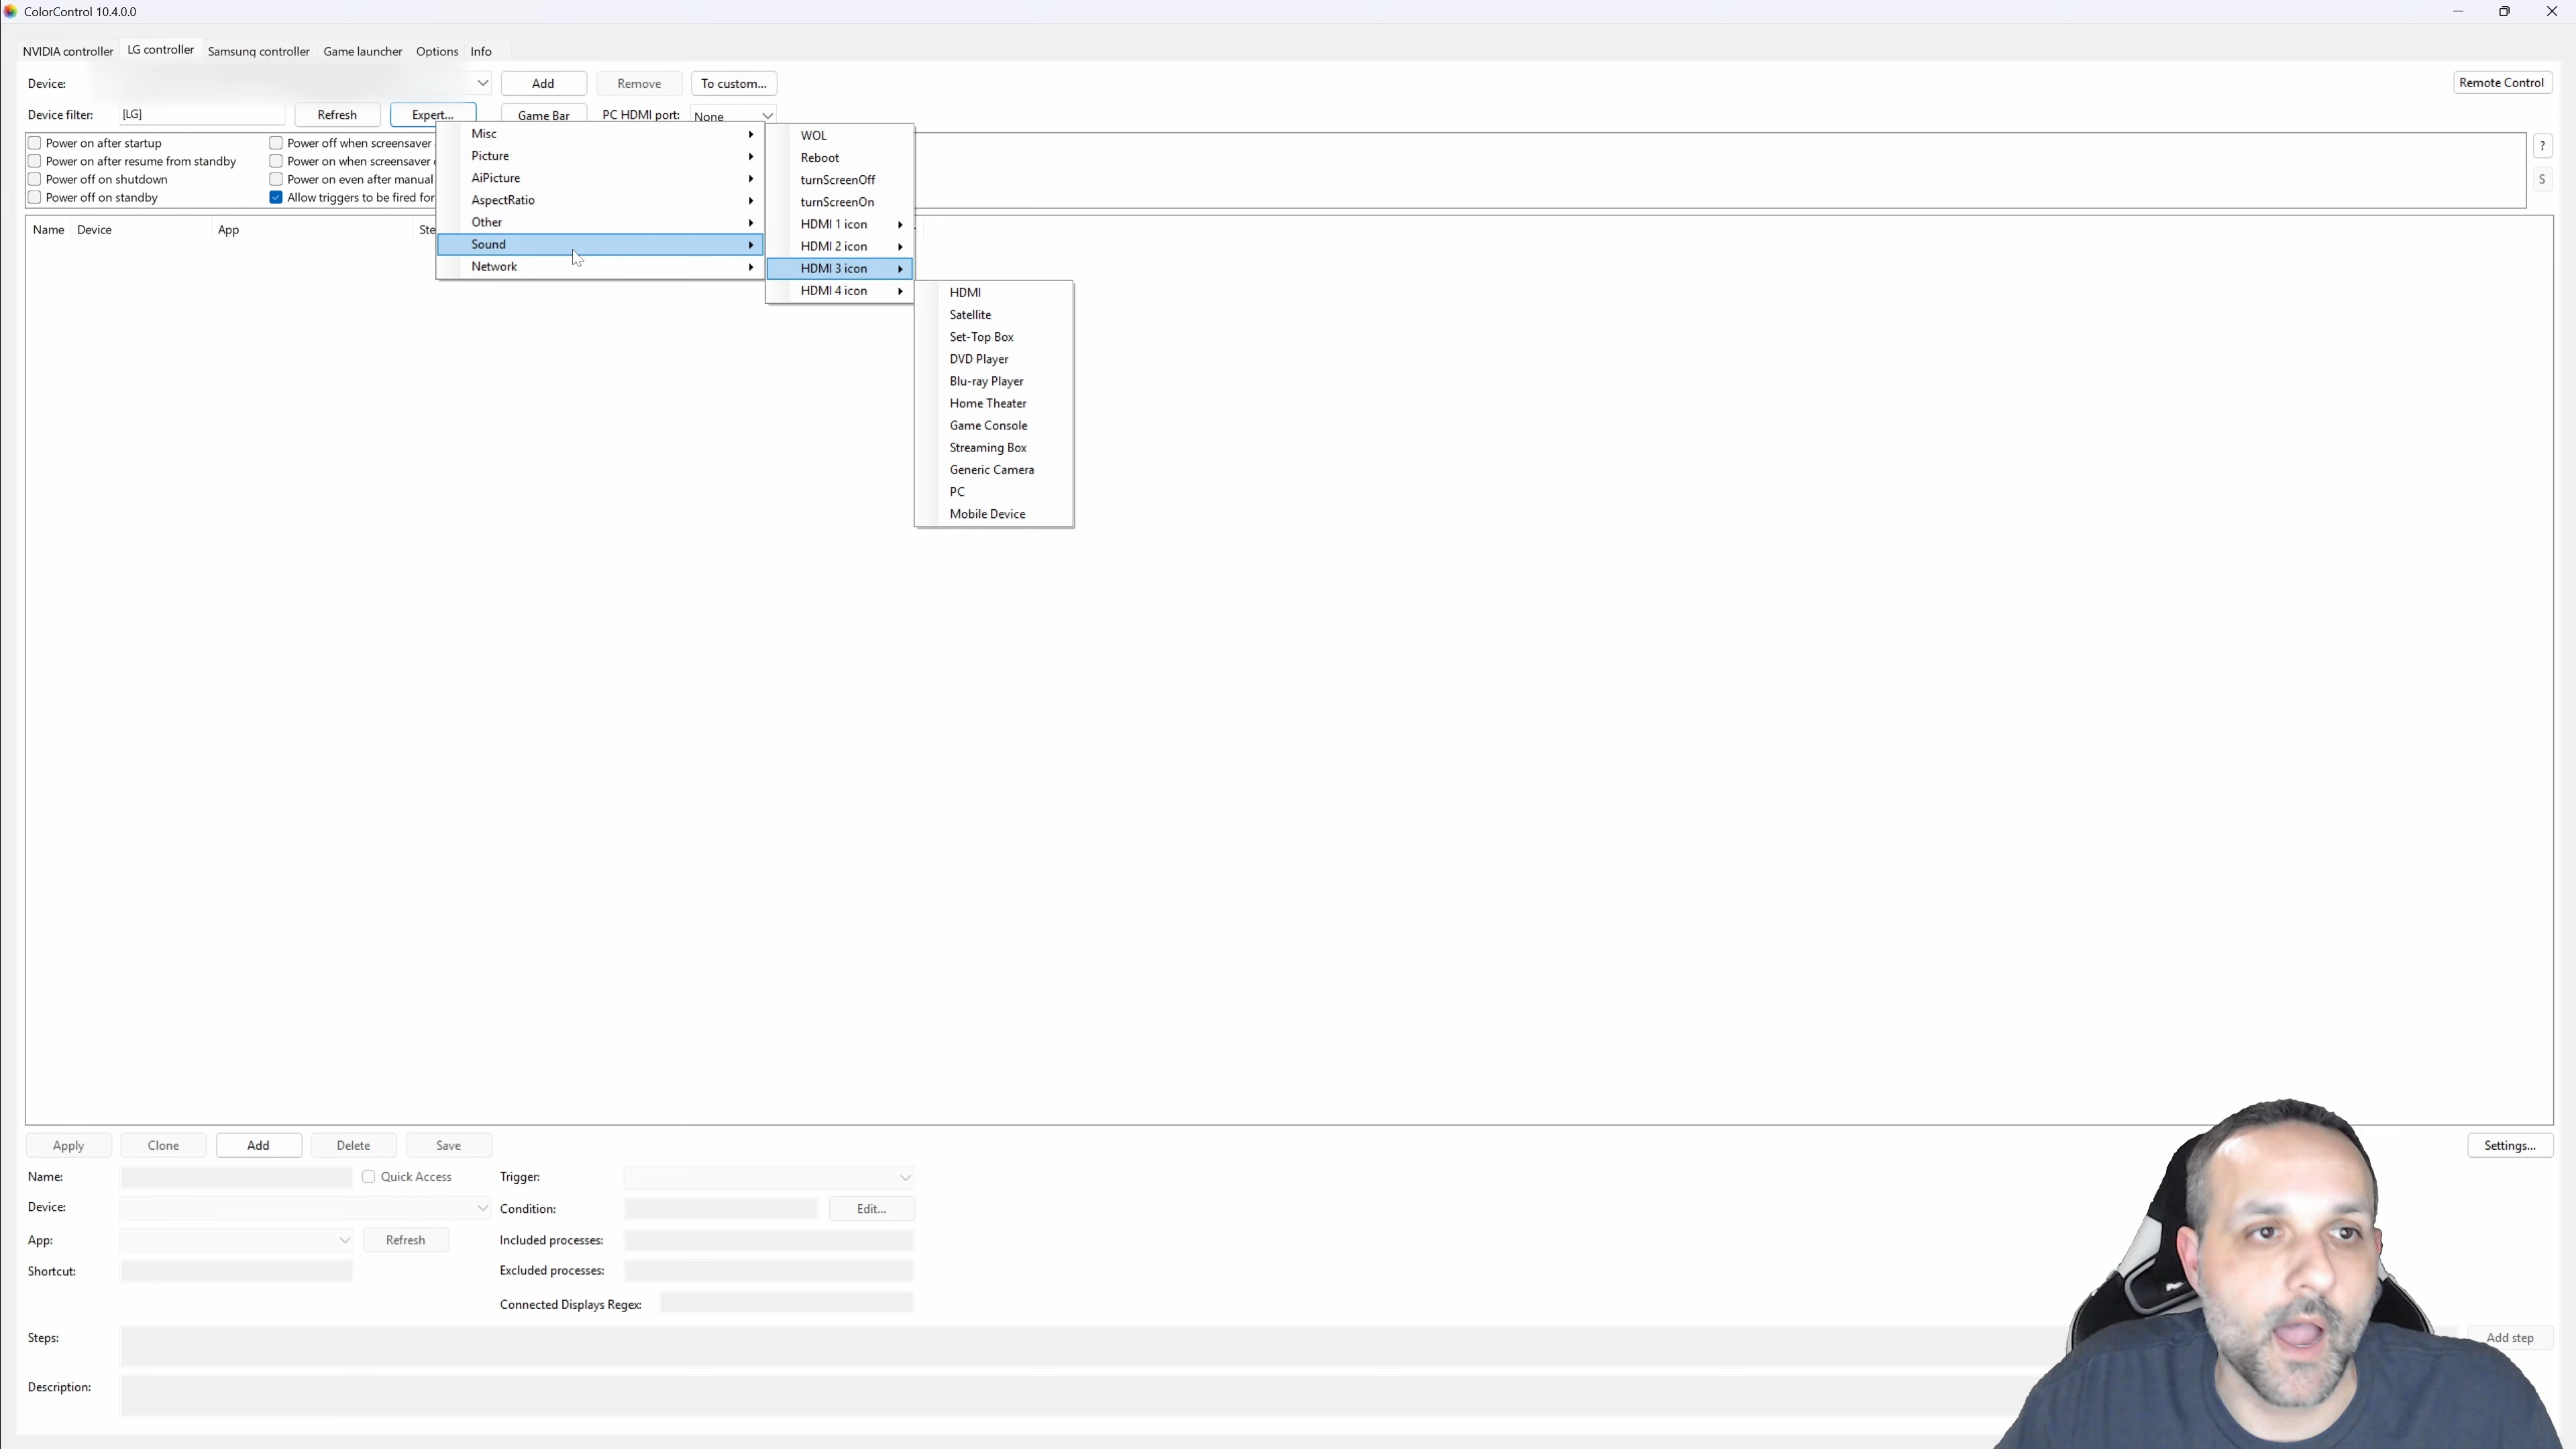 ColorControl 10.4.0.0
NVIDIA controller LG controller Samsung controller Game launcher Options Info
Device: Add Remove To custom... Remote Control
Device filter: [LG] Refresh Expert... Game Bar PC HDMI port: None
Power on after startup Power off when screensaver
Power on after resume from standby Power on when screensaver
Power off on shutdown Power on even after manual
Power off on standby Allow triggers to be fired for
?
S
Name Device App Ste
Misc
Picture
AiPicture
AspectRatio
Other
Sound
Network
WOL
Reboot
turnScreenOff
turnScreenOn
HDMI 1 icon
HDMI 2 icon
HDMI 3 icon
HDMI 4 icon
HDMI
Satellite
Set-Top Box
DVD Player
Blu-ray Player
Home Theater
Game Console
Streaming Box
Generic Camera
PC
Mobile Device
Apply Clone Add Delete Save Settings...
Name: Quick Access Trigger:
Device: Condition: Edit...
App: Refresh Included processes:
Shortcut: Excluded processes:
Connected Displays Regex:
Steps: Add step
Description: